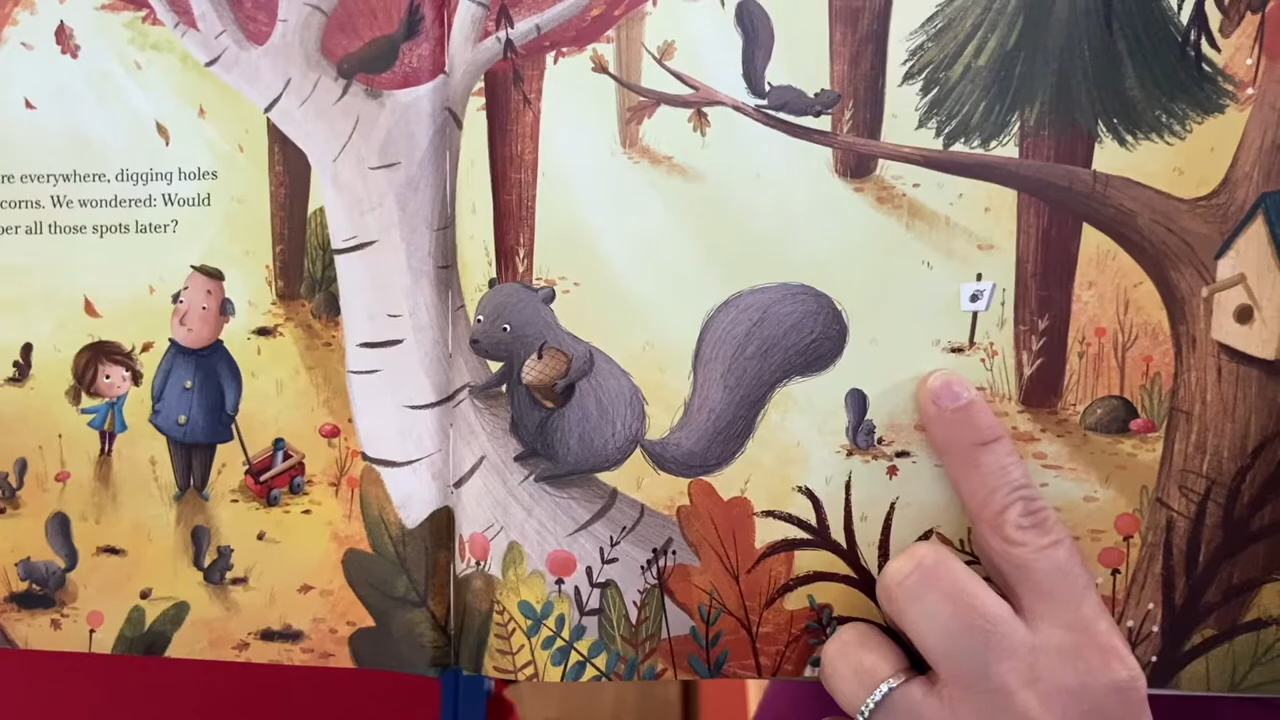 re everywhere, digging holes
corns. We wondered: Would
ber all those spots later?